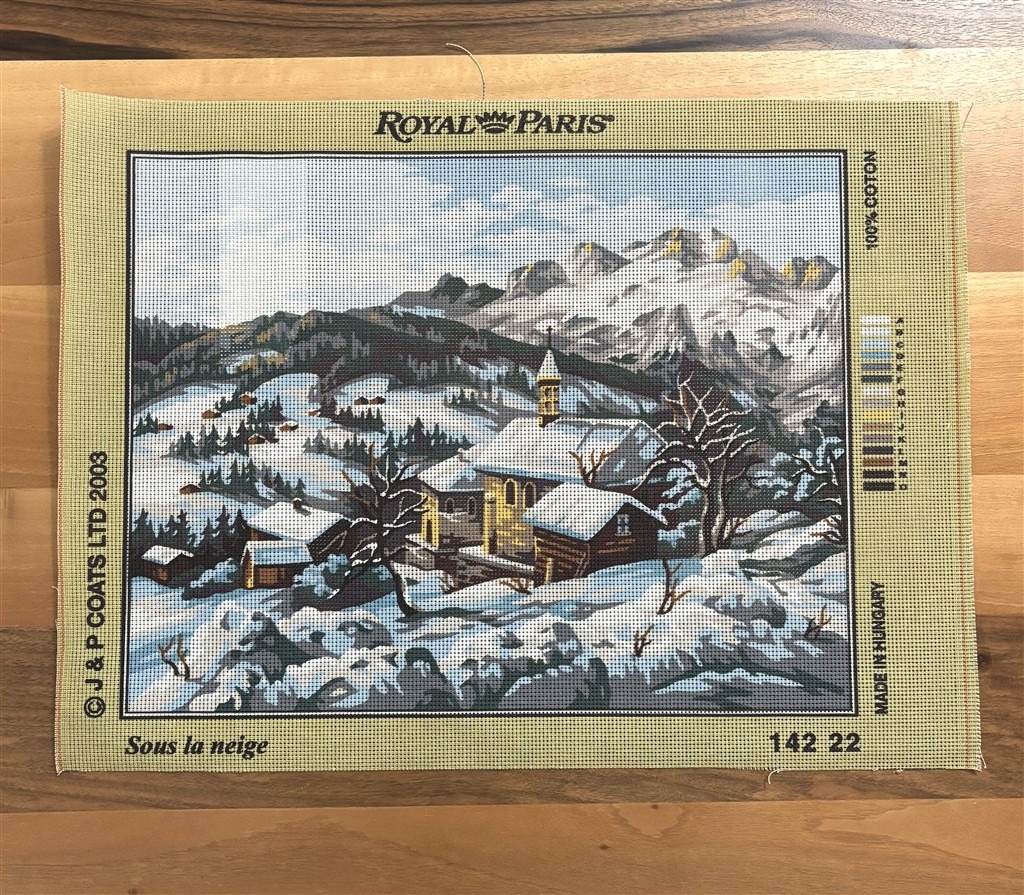 ROYAL PARIS
100% COTON
© J & P COATS LTD 2003
MADE IN HUNGARY
Sous la neige
142 22